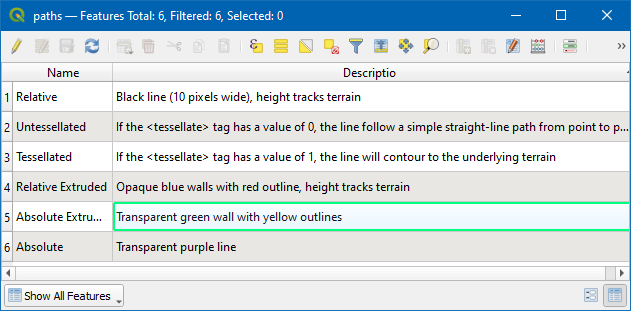 paths — Features Total: 6, Filtered: 6, Selected: 0
Name Descriptio
1 Relative Black line (10 pixels wide), height tracks terrain
2 Untessellated If the <tessellate> tag has a value of 0, the line follow a simple straight-line path from point to p...
3 Tessellated If the <tessellate> tag has a value of 1, the line will contour to the underlying terrain
4 Relative Extruded Opaque blue walls with red outline, height tracks terrain
5 Absolute Extru... Transparent green wall with yellow outlines
6 Absolute Transparent purple line
Show All Features